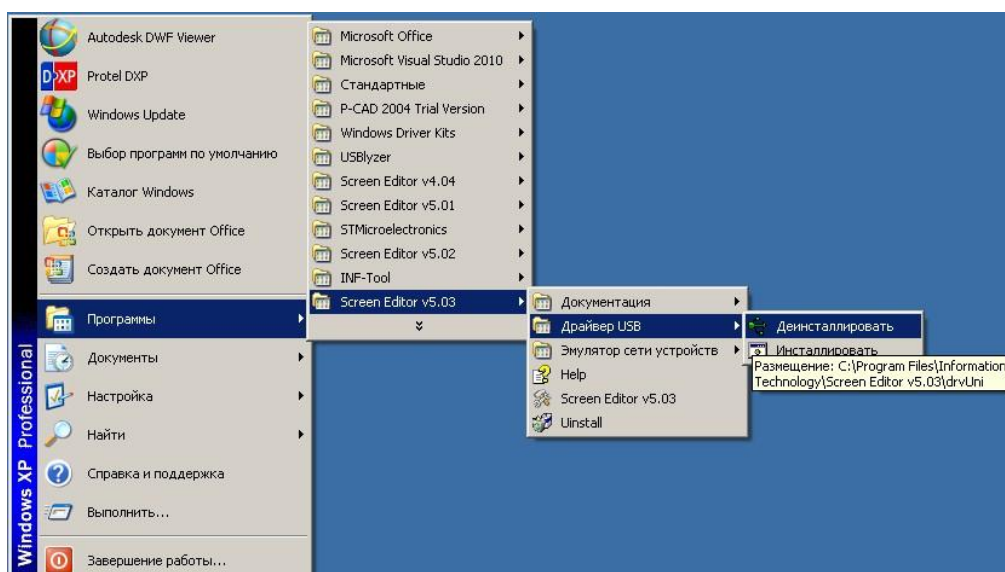 Windows XP Professional
Autodesk DWF Viewer
Protel DXP
Windows Update
Выбор программ по умолчанию
Каталог Windows
Открыть документ Office
Создать документ Office
Программы
Документы
Настройка
Найти
Справка и поддержка
Выполнить...
Завершение работы...
Microsoft Office
Microsoft Visual Studio 2010
Стандартные
P-CAD 2004 Trial Version
Windows Driver Kits
USBlyzer
Screen Editor v4.04
Screen Editor v5.01
STMicroelectronics
Screen Editor v5.02
INF-Tool
Screen Editor v5.03
Документация
Драйвер USB
Эмулятор сети устройств
Help
Screen Editor v5.03
Uinstall
Деинсталлировать
Инсталлировать
Размещение: C:\Program Files\Information
Technology\Screen Editor v5.03\drvUni